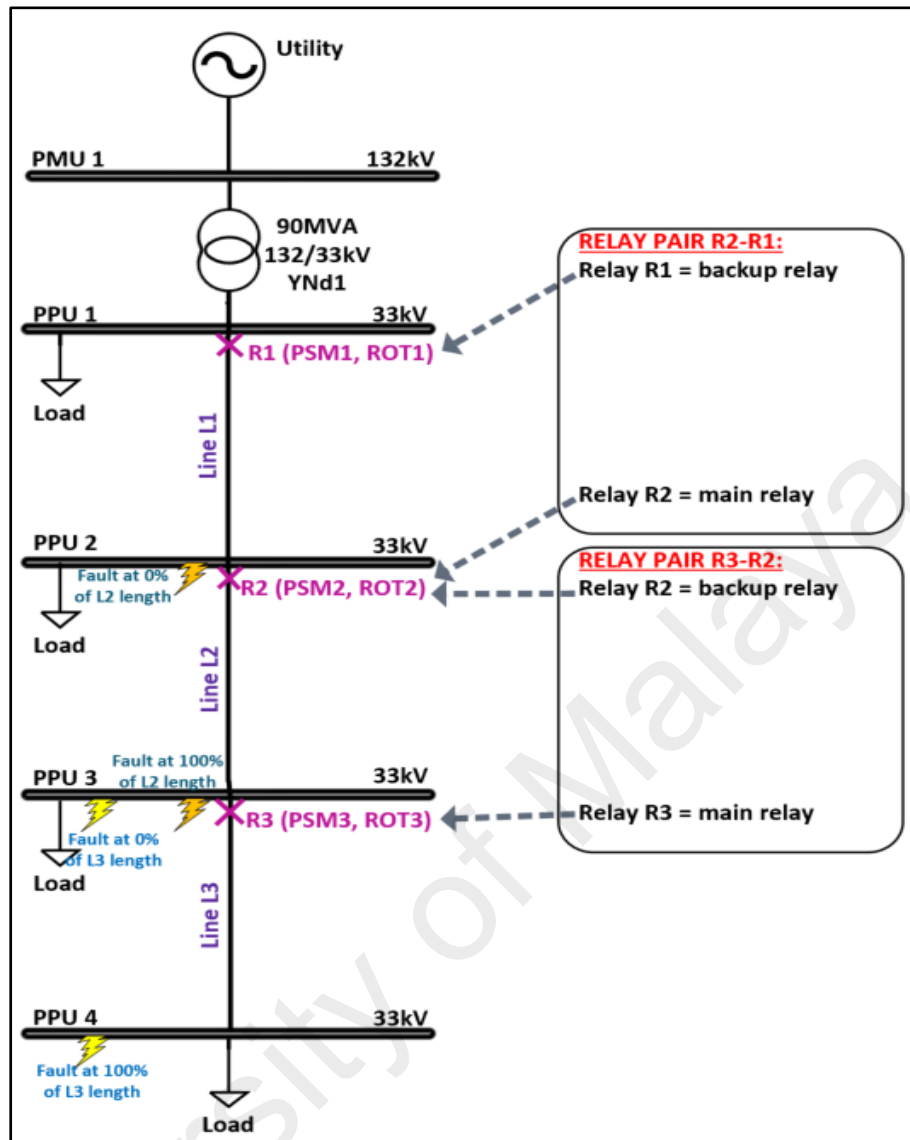 Utility
PMU 1
132kV
90MVA
132/33kV
YNd1
RELAY PAIR R2-R1:
Relay R1 = backup relay
PPU 1
33kV
R1 (PSM1, ROT1)
Load
Line L1
Relay R2 = main relay
PPU 2
33kV
Fault at 0%
of L2 length
R2 (PSM2, ROT2)
Load
RELAY PAIR R3-R2:
Relay R2 = backup relay
Line L2
Fault at 100%
of L2 length
PPU 3
33kV
R3 (PSM3, ROT3)
Relay R3 = main relay
Fault at 0%
of L3 length
Load
Line L3
PPU 4
33kV
Fault at 100%
of L3 length
Load
ersity of Malaya